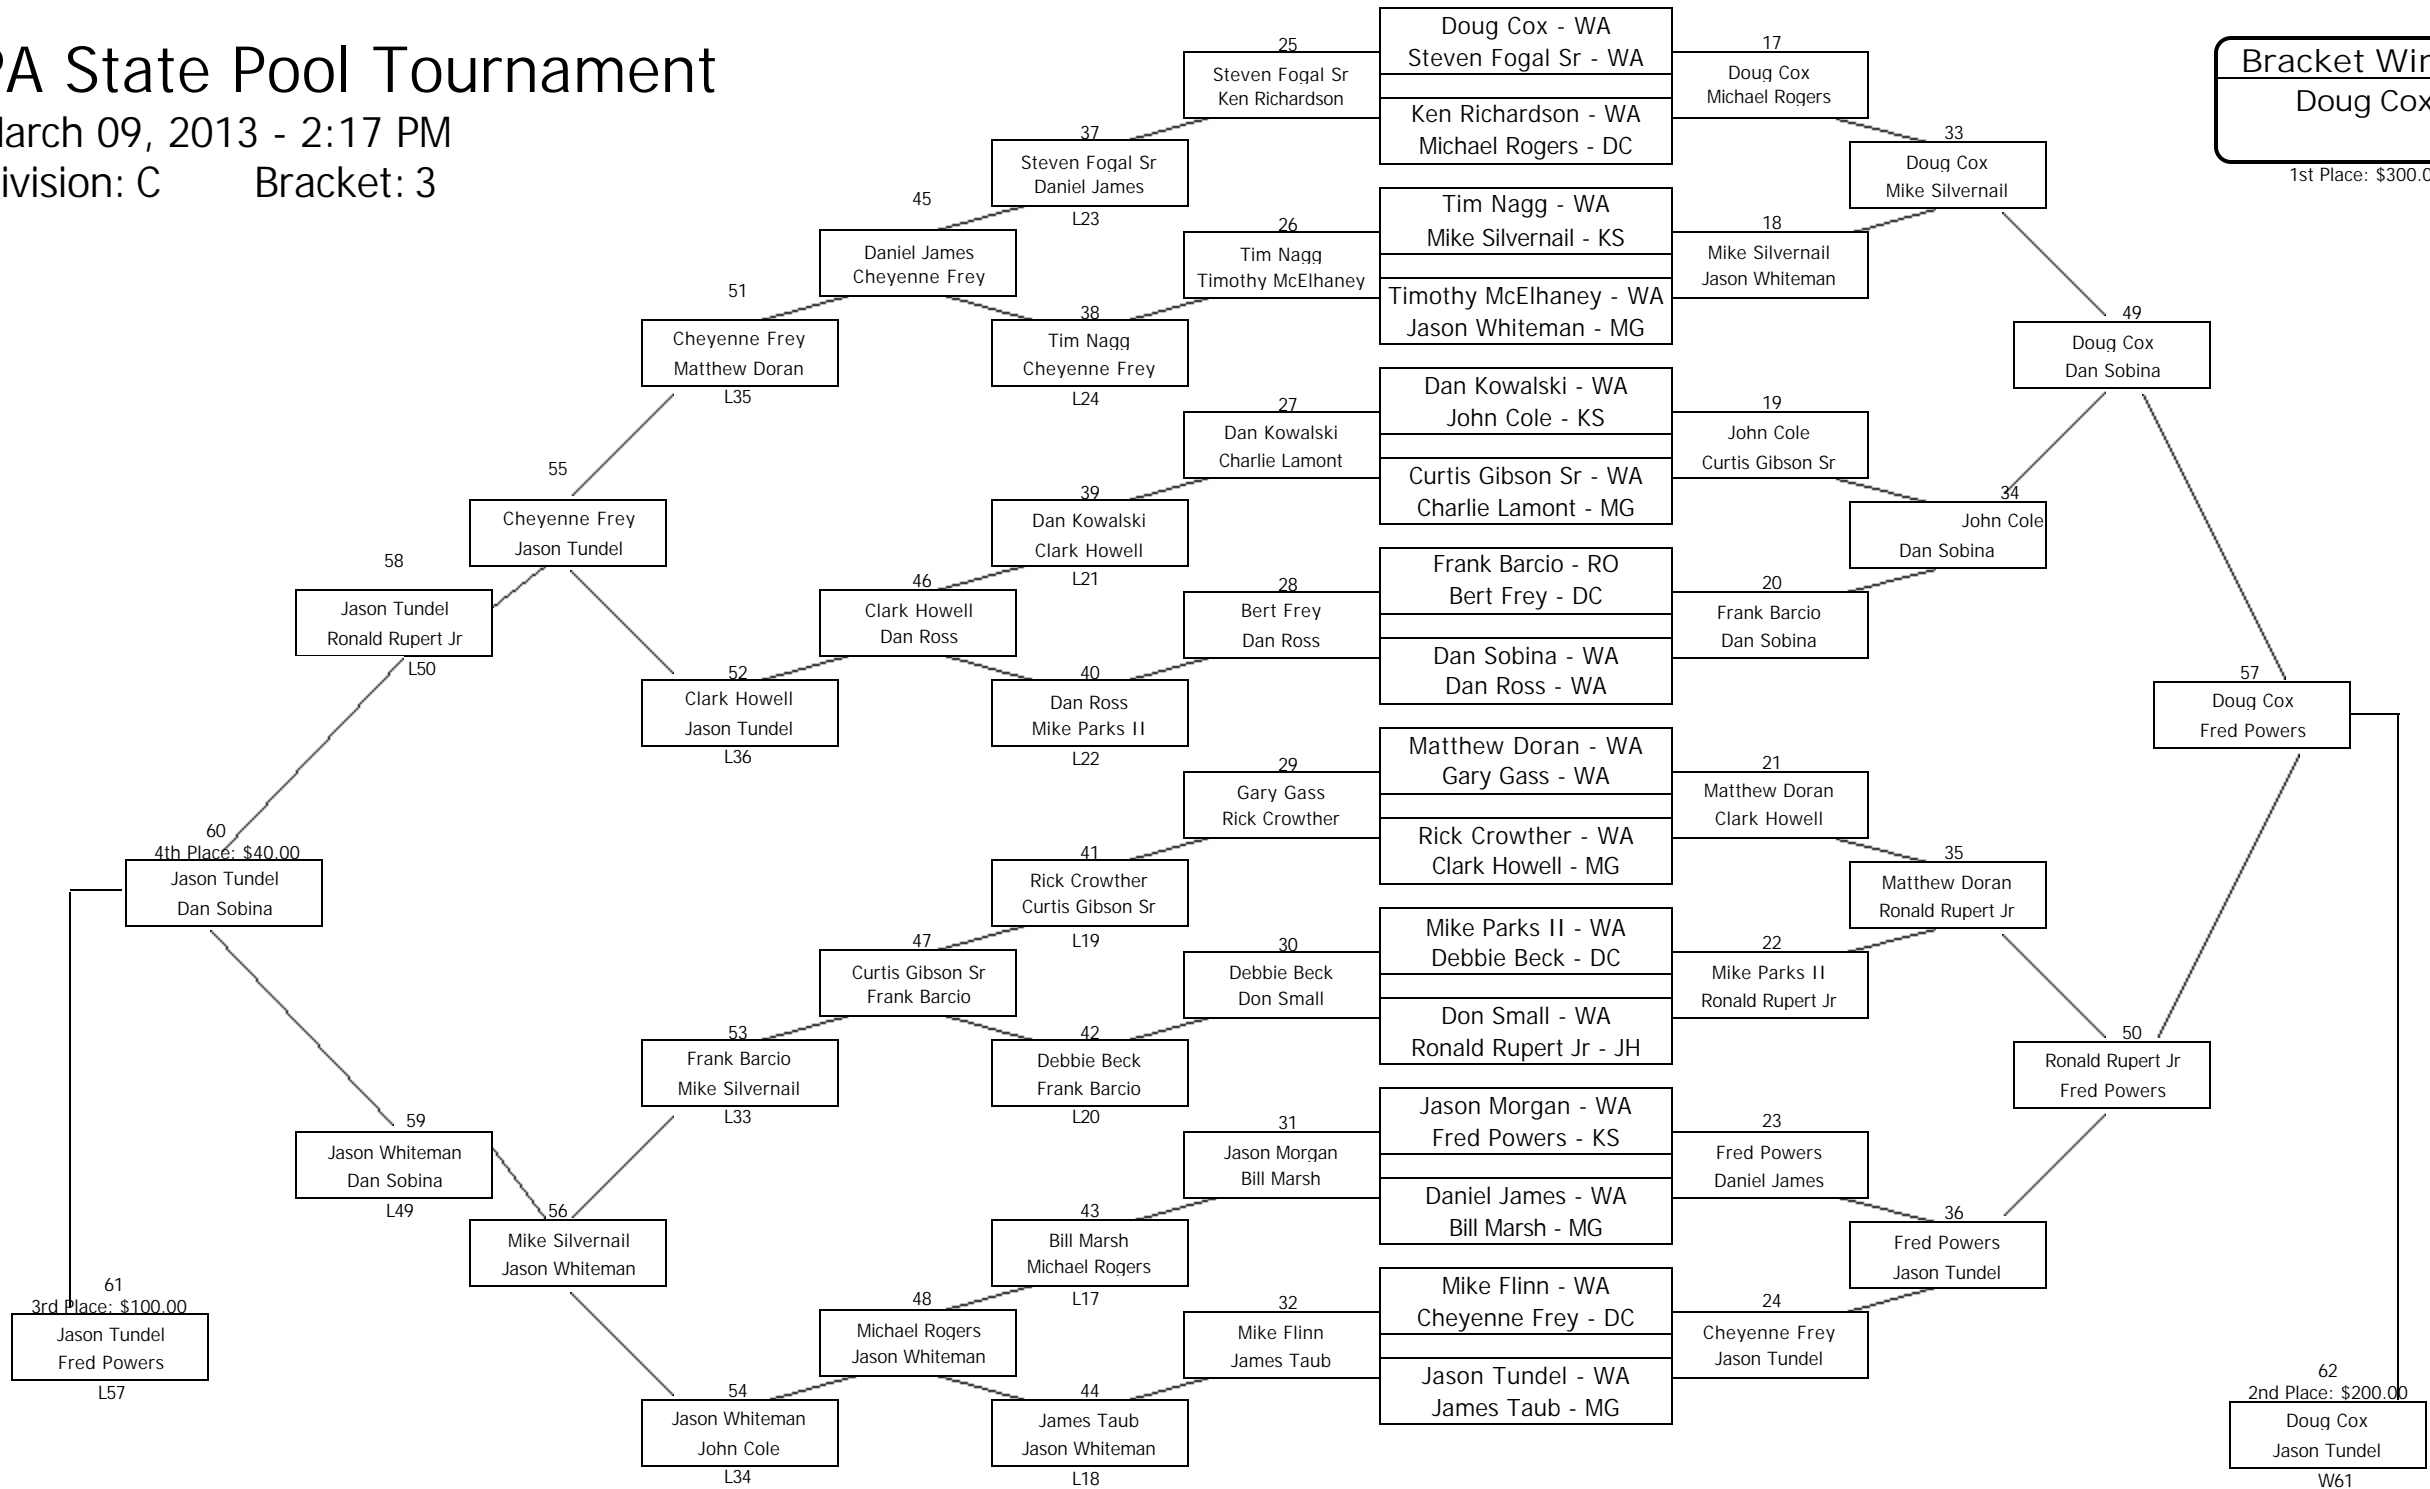 PA State Pool Tournament
March 09, 2013 - 2:17 PM
ivision: C Bracket: 3
60
4th Place: $40.00
Jason Tundel
Dan Sobina
61
3rd Place: $100.00
Jason Tundel
Fred Powers
L57
58
Jason Tundel
Ronald Rupert Jr
L50
59
Jason Whiteman
Dan Sobina
L49
55
Cheyenne Frey
Jason Tundel
56
Mike Silvernail
Jason Whiteman
51
Cheyenne Frey
Matthew Doran
L35
52
Clark Howell
Jason Tundel
L36
53
Frank Barcio
Mike Silvernail
L33
54
Jason Whiteman
John Cole
L34
45
Daniel James
Cheyenne Frey
46
Clark Howell
Dan Ross
47
Curtis Gibson Sr
Frank Barcio
48
Michael Rogers
Jason Whiteman
37
Steven Fogal Sr
Daniel James
L23
38
Tim Nagg
Cheyenne Frey
L24
39
Dan Kowalski
Clark Howell
L21
40
Dan Ross
Mike Parks II
L22
41
Rick Crowther
Curtis Gibson Sr
L19
42
Debbie Beck
Frank Barcio
L20
43
Bill Marsh
Michael Rogers
L17
44
James Taub
Jason Whiteman
L18
25
Steven Fogal Sr
Ken Richardson
26
Tim Nagg
Timothy McElhaney
27
Dan Kowalski
Charlie Lamont
28
Bert Frey
Dan Ross
29
Gary Gass
Rick Crowther
30
Debbie Beck
Don Small
31
Jason Morgan
Bill Marsh
32
Mike Flinn
James Taub
Doug Cox - WA
Steven Fogal Sr - WA
Ken Richardson - WA
Michael Rogers - DC
Tim Nagg - WA
Mike Silvernail - KS
Timothy McElhaney - WA
Jason Whiteman - MG
Dan Kowalski - WA
John Cole - KS
Curtis Gibson Sr - WA
Charlie Lamont - MG
Frank Barcio - RO
Bert Frey - DC
Dan Sobina - WA
Dan Ross - WA
Matthew Doran - WA
Gary Gass - WA
Rick Crowther - WA
Clark Howell - MG
Mike Parks II - WA
Debbie Beck - DC
Don Small - WA
Ronald Rupert Jr - JH
Jason Morgan - WA
Fred Powers - KS
Daniel James - WA
Bill Marsh - MG
Mike Flinn - WA
Cheyenne Frey - DC
Jason Tundel - WA
James Taub - MG
17
Doug Cox
Michael Rogers
18
Mike Silvernail
Jason Whiteman
19
John Cole
Curtis Gibson Sr
20
Frank Barcio
Dan Sobina
21
Matthew Doran
Clark Howell
22
Mike Parks II
Ronald Rupert Jr
23
Fred Powers
Daniel James
24
Cheyenne Frey
Jason Tundel
33
Doug Cox
Mike Silvernail
34
John Cole
Dan Sobina
35
Matthew Doran
Ronald Rupert Jr
36
Fred Powers
Jason Tundel
49
Doug Cox
Dan Sobina
50
Ronald Rupert Jr
Fred Powers
57
Doug Cox
Fred Powers
Bracket Win
Doug Cox
1st Place: $300.0
62
2nd Place: $200.00
Doug Cox
Jason Tundel
W61